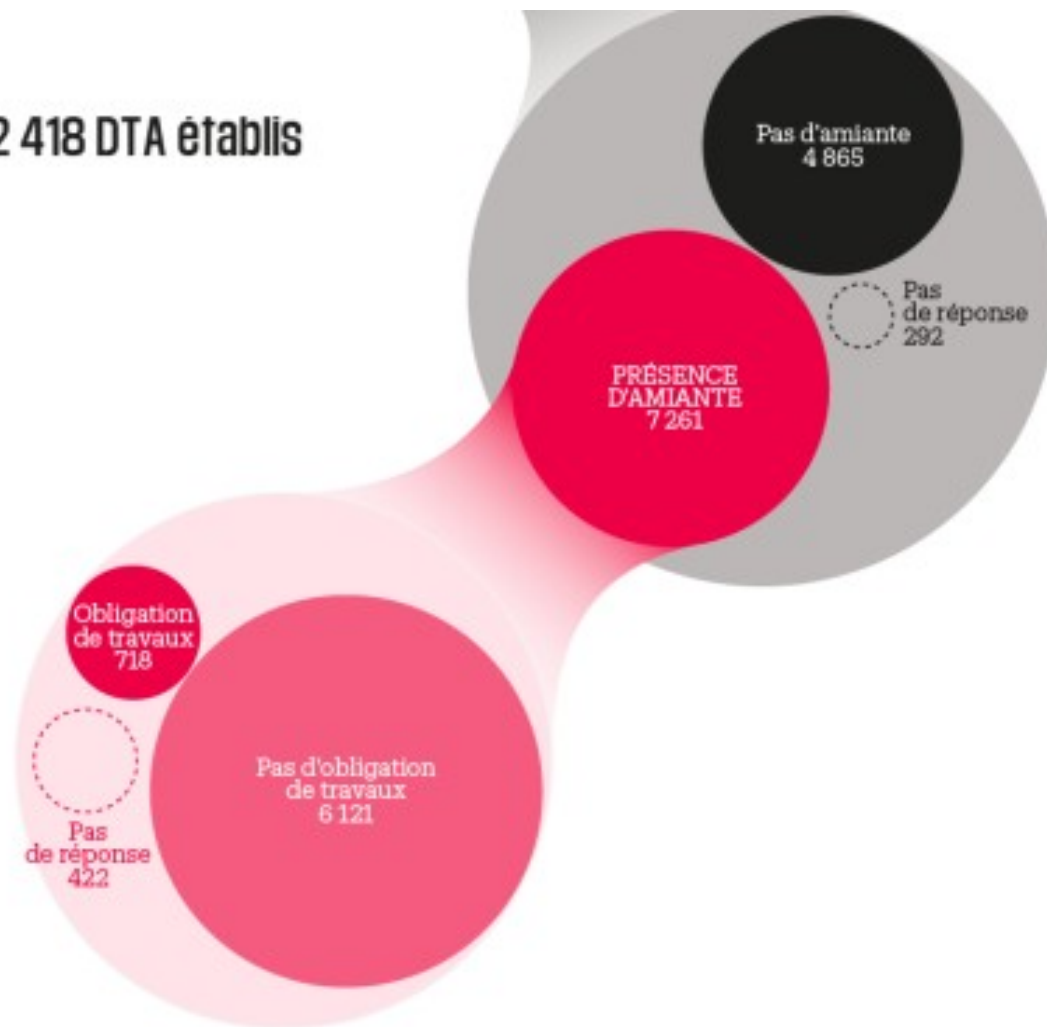 2 418 DTA établis
Pas d'amiante
4 865
Pas
de réponse
292
PRÉSENCE
D'AMIANTE
7 261
Obligation
de travaux
718
Pas d'obligation
de travaux
6 121
Pas
de réponse
422